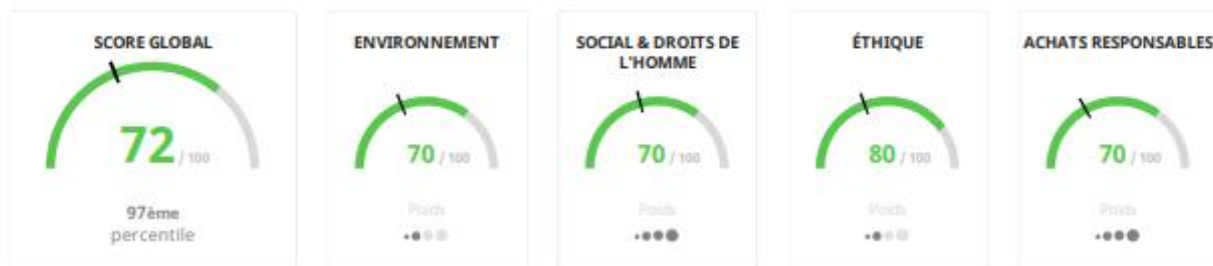 SCORE GLOBAL
72 / 100
97ème
percentile
ENVIRONNEMENT
70 / 100
Poids
SOCIAL & DROITS DE
L'HOMME
70 / 100
Poids
ÉTHIQUE
80 / 100
Poids
ACHATS RESPONSABLES
70 / 100
Poids